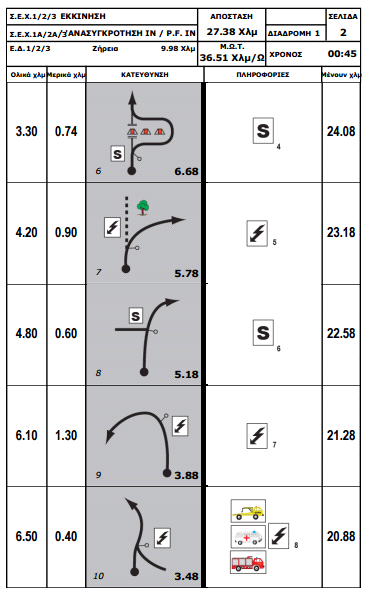 Σ.Ε.Χ.1/2/3 ΕΚΚΙΝΗΣΗ
ΑΠΟΣΤΑΣΗ
ΣΕΛΙΔΑ
Σ.Ε.Χ.1Α/2Α/3ΑΝΑΣΥΓΚΡΟΤΗΣΗ IN / P.F. IN
27.38 Χλμ
ΔΙΑΔΡΟΜΗ 1
2
Ε.Δ.1/2/3 Ζήρεια 9.98 Χλμ
Μ.Ω.Τ.
36.51 Χλμ/Ω
ΧΡΟΝΟΣ 00:45
Ολικά χλμ Μερικά χλμ ΚΑΤΕΥΘΥΝΣΗ ΠΛΗΡΟΦΟΡΙΕΣ Μένουν χλμ
S
3.30 0.74 6 6.68 S 4 24.08
4.20 0.90 7 5.78 5 23.18
S
4.80 0.60 8 5.18 S 6 22.58
6.10 1.30 9 3.88 7 21.28
6.50 0.40 10 3.48 8 20.88